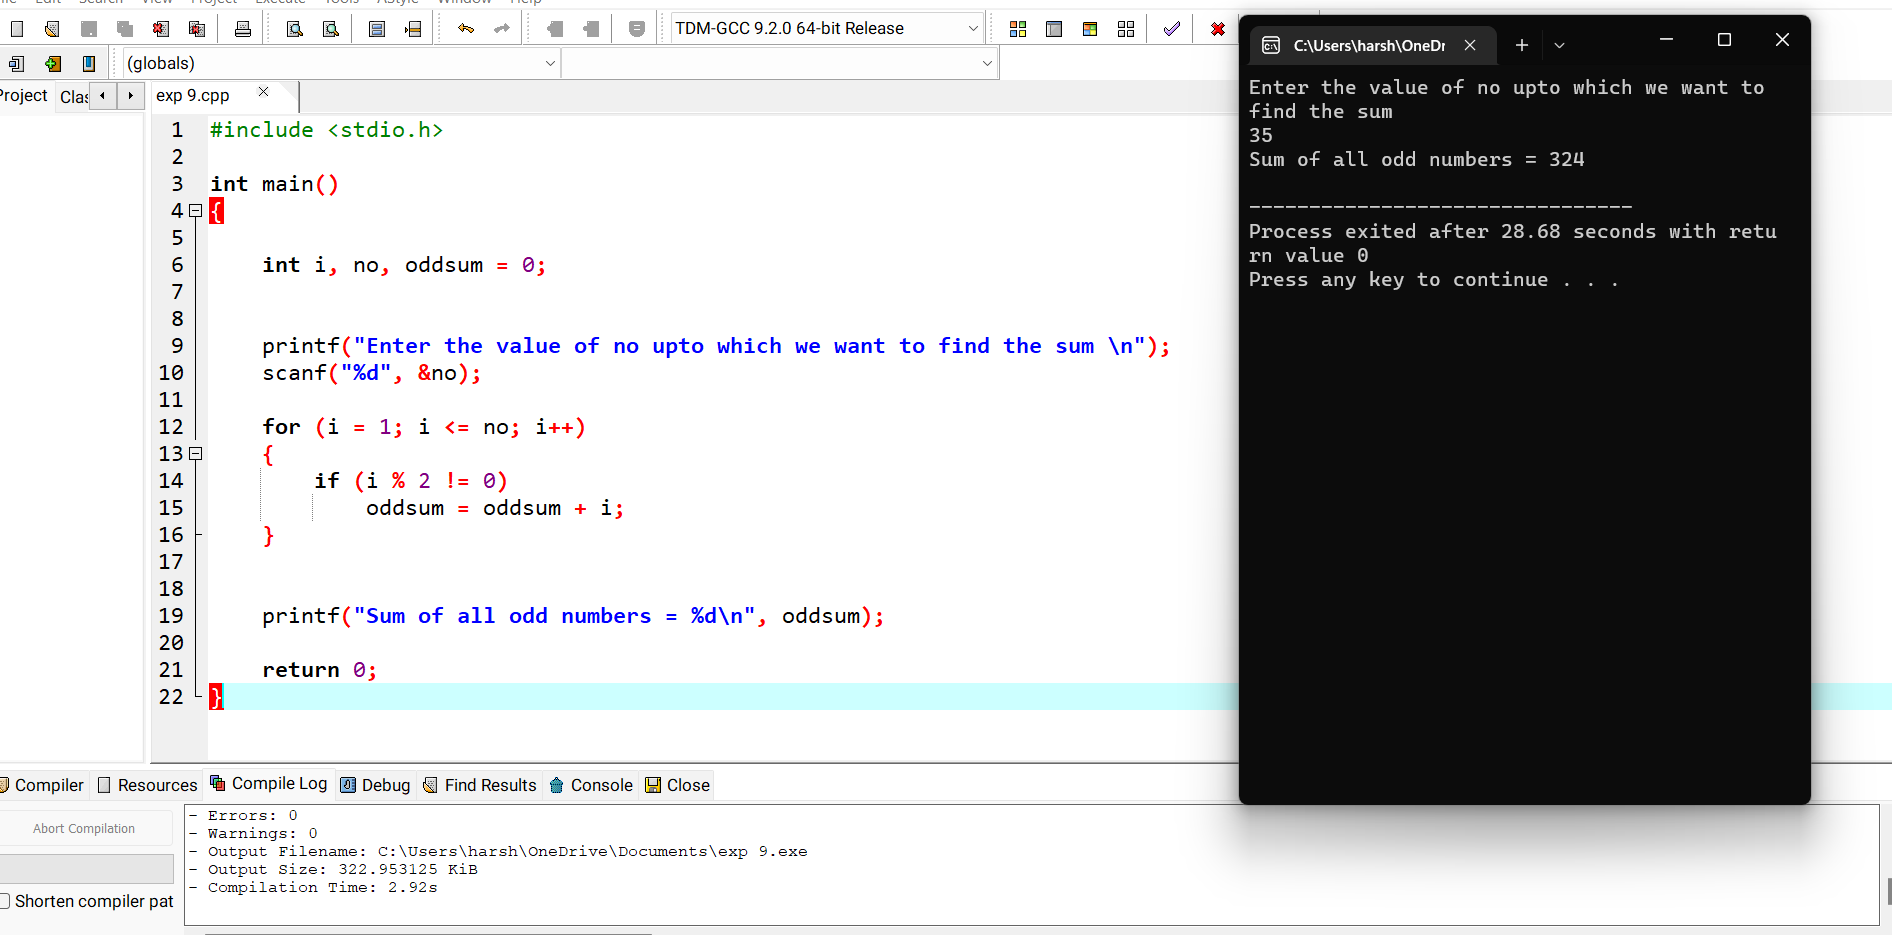 TDM-GCC 9.2.0 64-bit Release
(globals)
Project
exp 9.cpp
1 #include <stdio.h>
2
3 int main()
4 {
5
6 int i, no, oddsum = 0;
7
8
9 printf("Enter the value of no upto which we want to find the sum \n");
10 scanf("%d", &no);
11
12 for (i = 1; i <= no; i++)
13 {
14 if (i % 2 != 0)
15 oddsum = oddsum + i;
16 }
17
18
19 printf("Sum of all odd numbers = %d\n", oddsum);
20
21 return 0;
22 }
C:\Users\harsh\OneDr
Enter the value of no upto which we want to
find the sum
35
Sum of all odd numbers = 324
--------------------------------
Process exited after 28.68 seconds with retu
rn value 0
Press any key to continue . . .
Compiler Resources Compile Log Debug Find Results Console Close
Abort Compilation
Shorten compiler pat
- Errors: 0
- Warnings: 0
- Output Filename: C:\Users\harsh\OneDrive\Documents\exp 9.exe
- Output Size: 322.953125 KiB
- Compilation Time: 2.92s